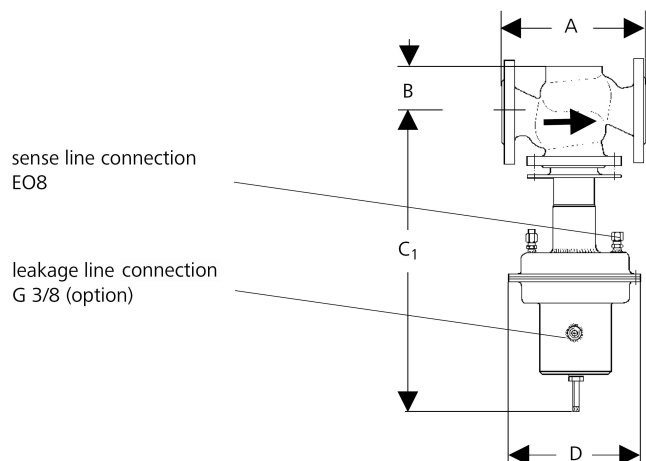 A
B
sense line connection
EO8
C1
leakage line connection
G 3/8 (option)
D